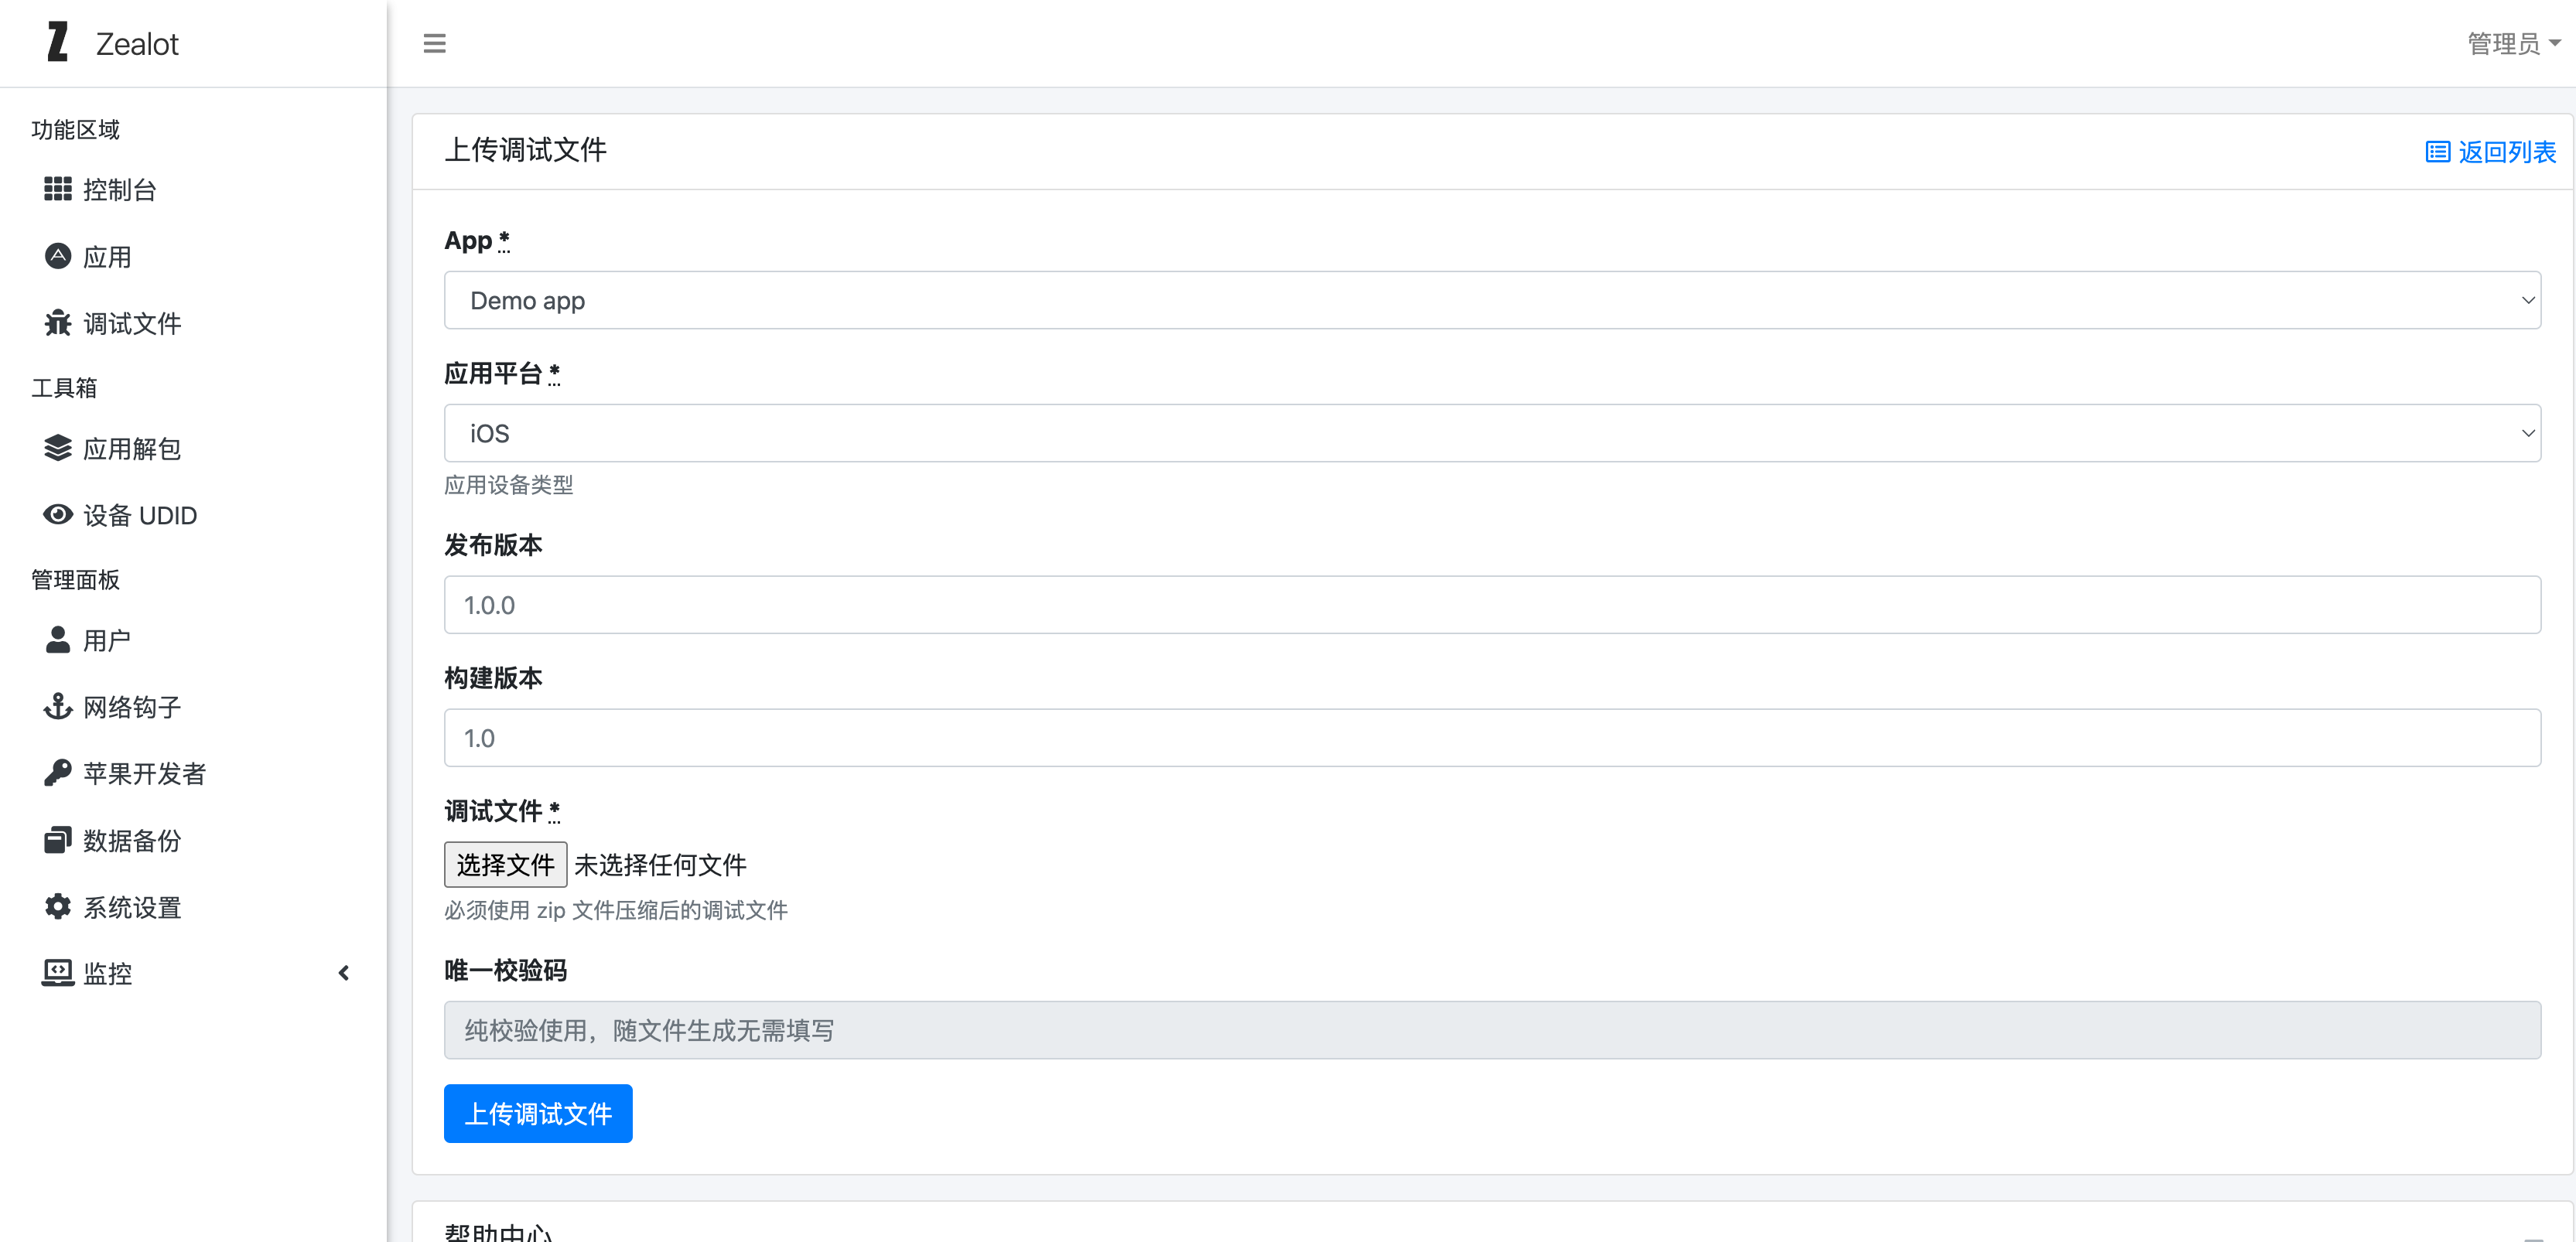 Zealot
管理员
功能区域
控制台
应用
调试文件
工具箱
应用解包
设备 UDID
管理面板
用户
网络钩子
苹果开发者
数据备份
系统设置
监控
上传调试文件
返回列表
App *
Demo app
应用平台 *
iOS
应用设备类型
发布版本
1.0.0
构建版本
1.0
调试文件 *
选择文件 未选择任何文件
必须使用 zip 文件压缩后的调试文件
唯一校验码
纯校验使用，随文件生成无需填写
上传调试文件
帮助中心